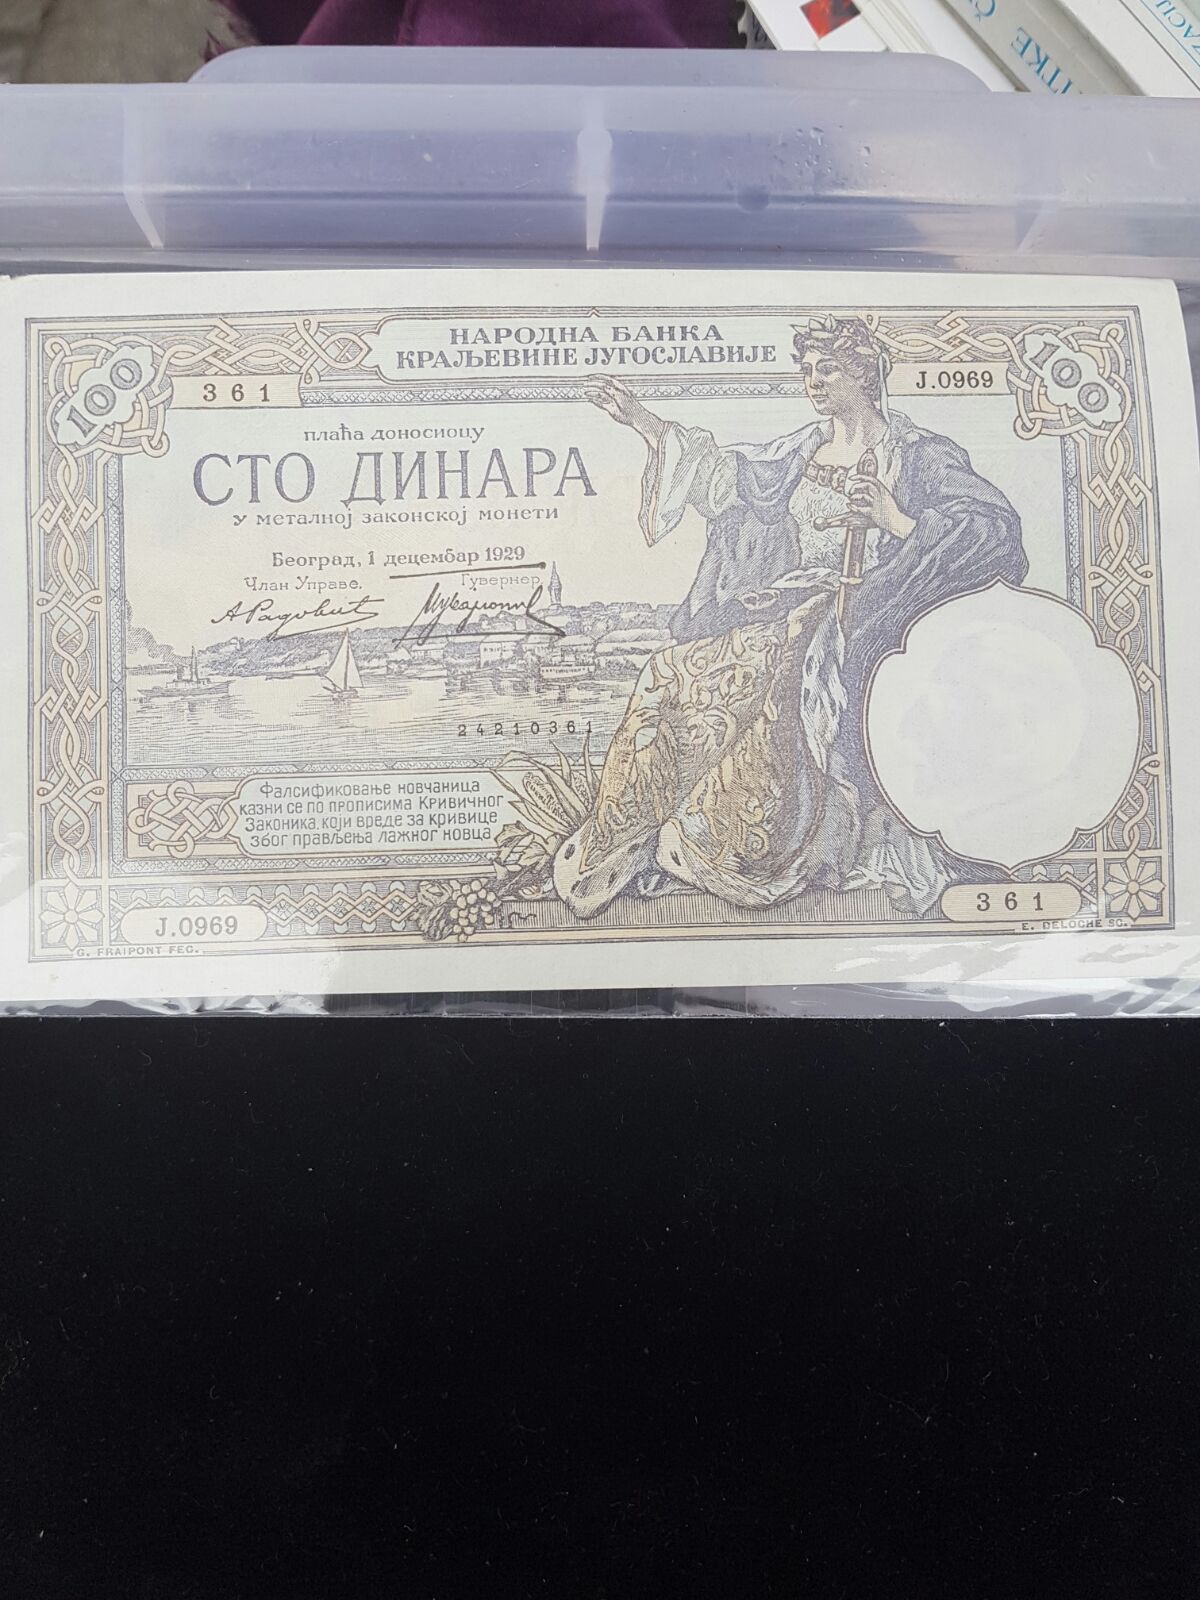 ITKE
НАРОДНА БАНКА
КРАЉЕВИНЕ ЈУГОСЛАВИЈЕ
100
100
361
J.0969
плаћа доносиоцу
СТО ДИНАРА
у металној законској монети
Београд, 1 децембар 1929
Члан Управе.
Гувернер
А Радовић
24210361
Фалсификовање новчаница
казни се по прописима Кривичног
Законика, који вреде за кривице
због прављења лажног новца
J.0969
361
G. FRAIPONT FEC.
E. DELOCHE SC.